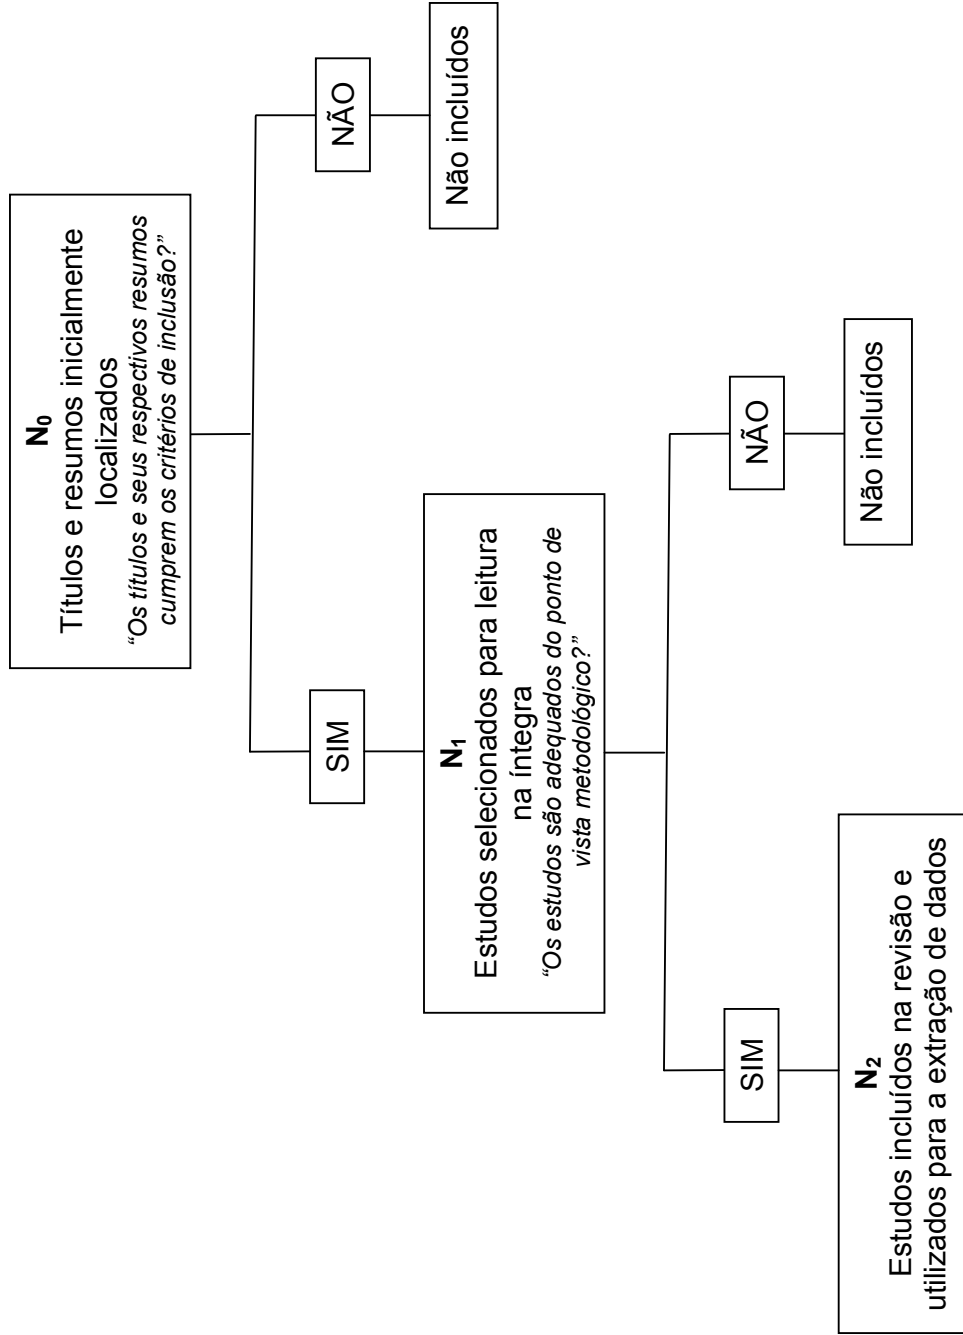 N₀
Títulos e resumos inicialmente
localizados
“Os títulos e seus respectivos resumos
cumprem os critérios de inclusão?”
SIM
NÃO
Não incluídos
N₁
Estudos selecionados para leitura
na íntegra
“Os estudos são adequados do ponto de
vista metodológico?”
SIM
NÃO
Não incluídos
N₂
Estudos incluídos na revisão e
utilizados para a extração de dados